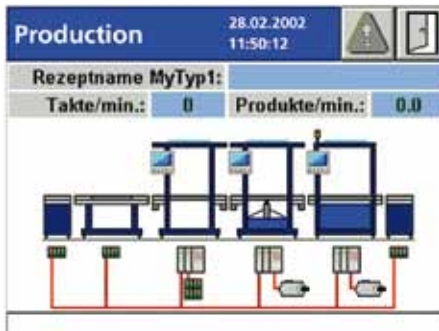 Production 28.02.2002
11:50:12
Rezeptname MyTyp1:
Takte/min.: 0 Produkte/min.: 0.0